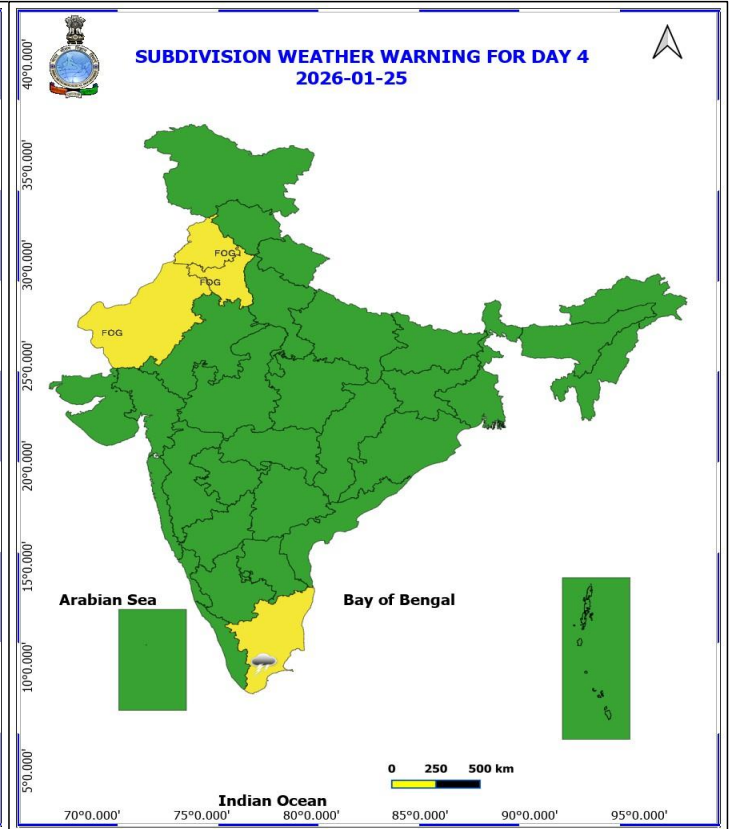 SUBDIVISION WEATHER WARNING FOR DAY 4
2026-01-25
40°0.000'
35°0.000'
30°0.000'
25°0.000'
20°0.000'
15°0.000'
10°0.000'
5°0.000'
FOG
FOG
FOG
Arabian Sea
Bay of Bengal
0 250 500 km
Indian Ocean
70°0.000' 75°0.000' 80°0.000' 85°0.000' 90°0.000' 95°0.000'